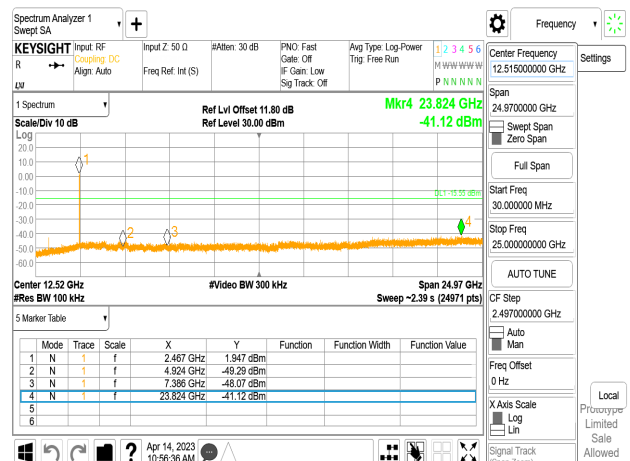 Spectrum Analyzer 1
Swept SA
Frequency
KEYSIGHT
R
LXI
Input: RF
Coupling: DC
Align: Auto
Input Z: 50 Ω
Freq Ref: Int (S)
#Atten: 30 dB
PNO: Fast
Gate: Off
IF Gain: Low
Sig Track: Off
Avg Type: Log-Power
Trig: Free Run
1 2 3 4 5 6
M W W W W W
P N N N N N
1 Spectrum
Scale/Div 10 dB
Ref Lvl Offset 11.80 dB
Ref Level 30.00 dBm
Mkr4 23.824 GHz
-41.12 dBm
Log
20.0
10.0
0.00
-10.0
-20.0
-30.0
-40.0
-50.0
-60.0
1
2
3
4
DL1 -15.55 dBm
Center 12.52 GHz
#Video BW 300 kHz
Span 24.97 GHz
#Res BW 100 kHz
Sweep ~2.39 s (24971 pts)
5 Marker Table
Mode Trace Scale X Y Function Function Width Function Value
1 N 1 f 2.467 GHz 1.947 dBm
2 N 1 f 4.924 GHz -49.29 dBm
3 N 1 f 7.386 GHz -48.07 dBm
4 N 1 f 23.824 GHz -41.12 dBm
5
6
?
Apr 14, 2023
10:56:36 AM
Center Frequency
12.515000000 GHz
Settings
Span
24.9700000 GHz
Swept Span
Zero Span
Full Span
Start Freq
30.000000 MHz
Stop Freq
25.000000000 GHz
AUTO TUNE
CF Step
2.497000000 GHz
Auto
Man
Freq Offset
0 Hz
X Axis Scale
Log
Lin
Signal Track
(Span Zoom)
Local
Prototype
Limited
Sale
Allowed